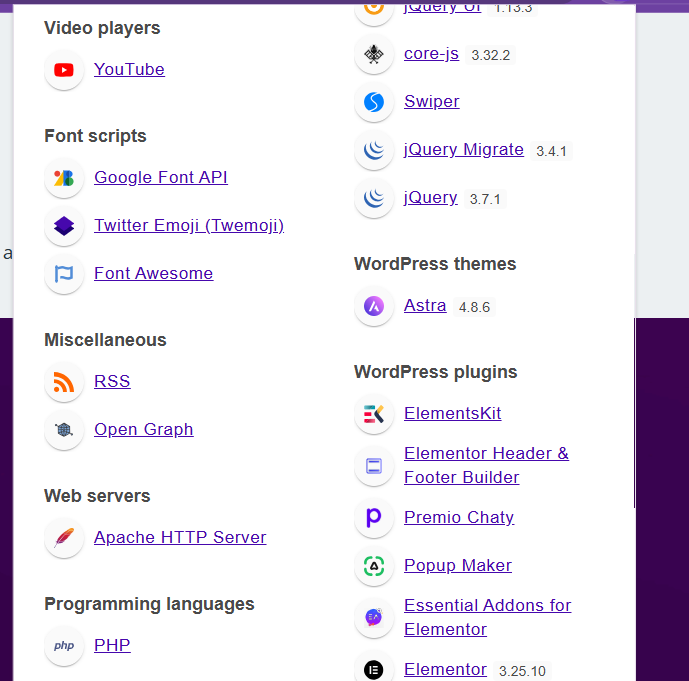 Video players
YouTube
Font scripts
Google Font API
Twitter Emoji (Twemoji)
Font Awesome
Miscellaneous
RSS
Open Graph
Web servers
Apache HTTP Server
Programming languages
php PHP
a
jQuery UI 1.13.3
core-js 3.32.2
Swiper
jQuery Migrate 3.4.1
jQuery 3.7.1
WordPress themes
Astra 4.8.6
WordPress plugins
ElementsKit
Elementor Header &
Footer Builder
Premio Chaty
Popup Maker
Essential Addons for
Elementor
Elementor 3.25.10